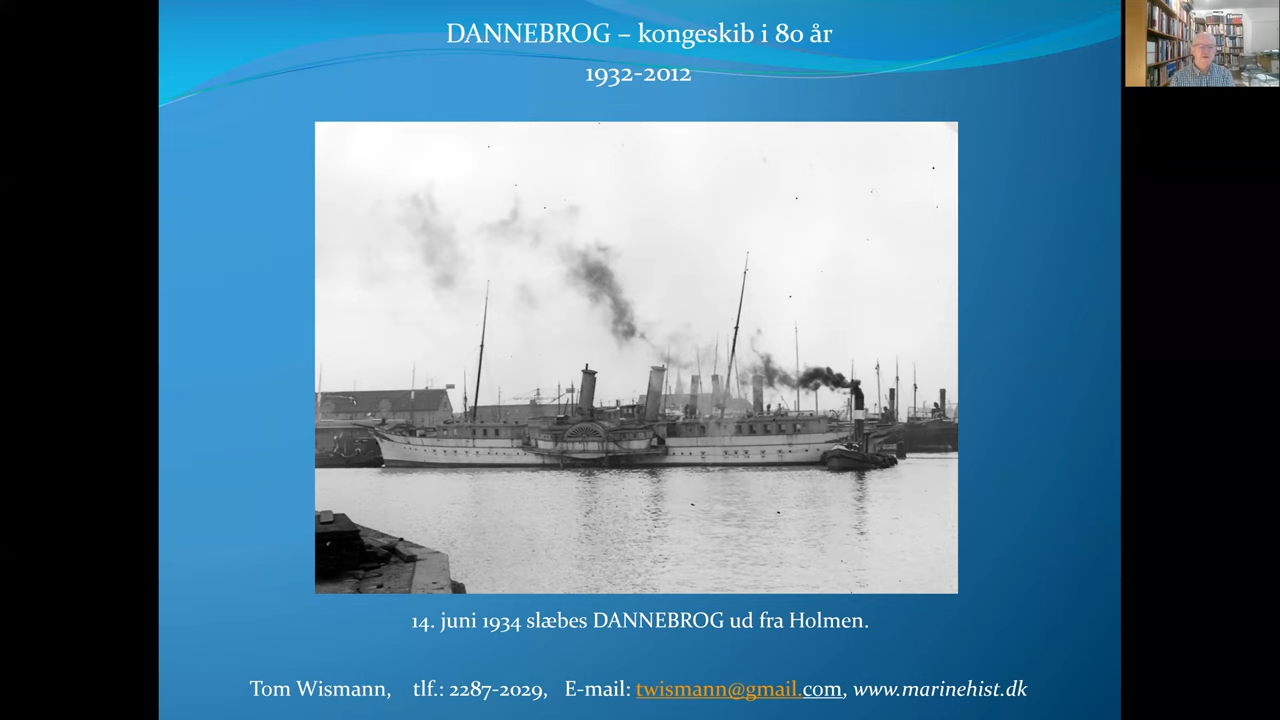 DANNEBROG – kongeskib i 80 år
1932-2012
14. juni 1934 slæbes DANNEBROG ud fra Holmen.
Tom Wismann, tlf.: 2287-2029, E-mail: twismann@gmail.com, www.marinehist.dk